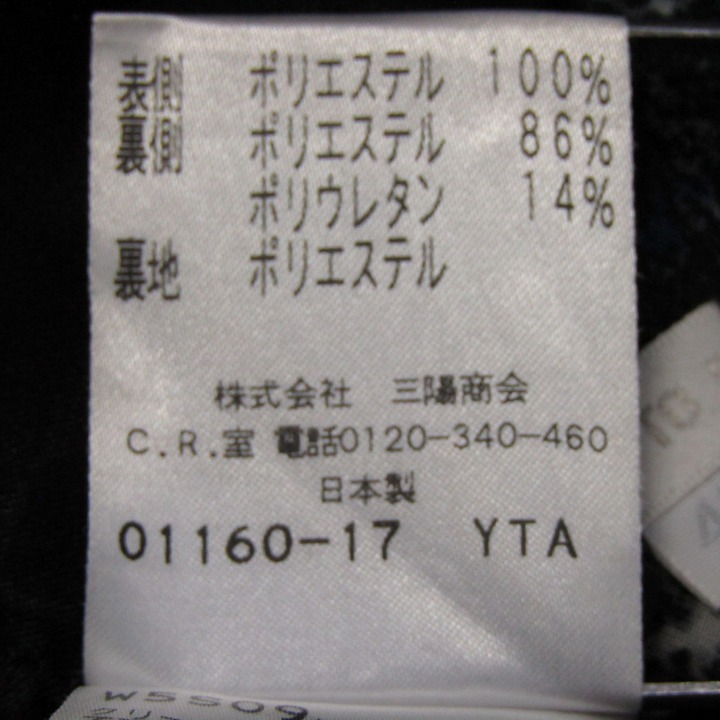 表側 ポリエステル 100%
裏側 ポリエステル 86%
ポリウレタン 14%
裏地 ポリエステル
株式会社 三陽商会
C.R.室 電話0120-340-460
日本製
01160-17 YTA
W5509